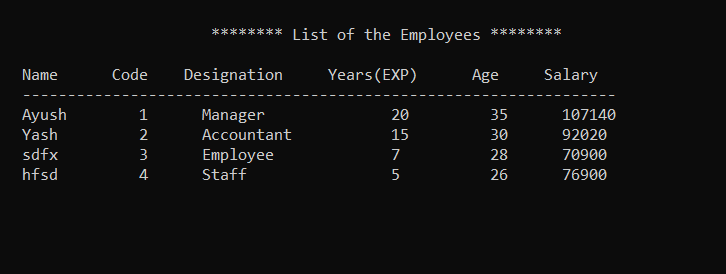 ******** List of the Employees ********
Name Code Designation Years(EXP) Age Salary
------------------------------------------------------------------
Ayush 1 Manager 20 35 107140
Yash 2 Accountant 15 30 92020
sdfx 3 Employee 7 28 70900
hfsd 4 Staff 5 26 76900